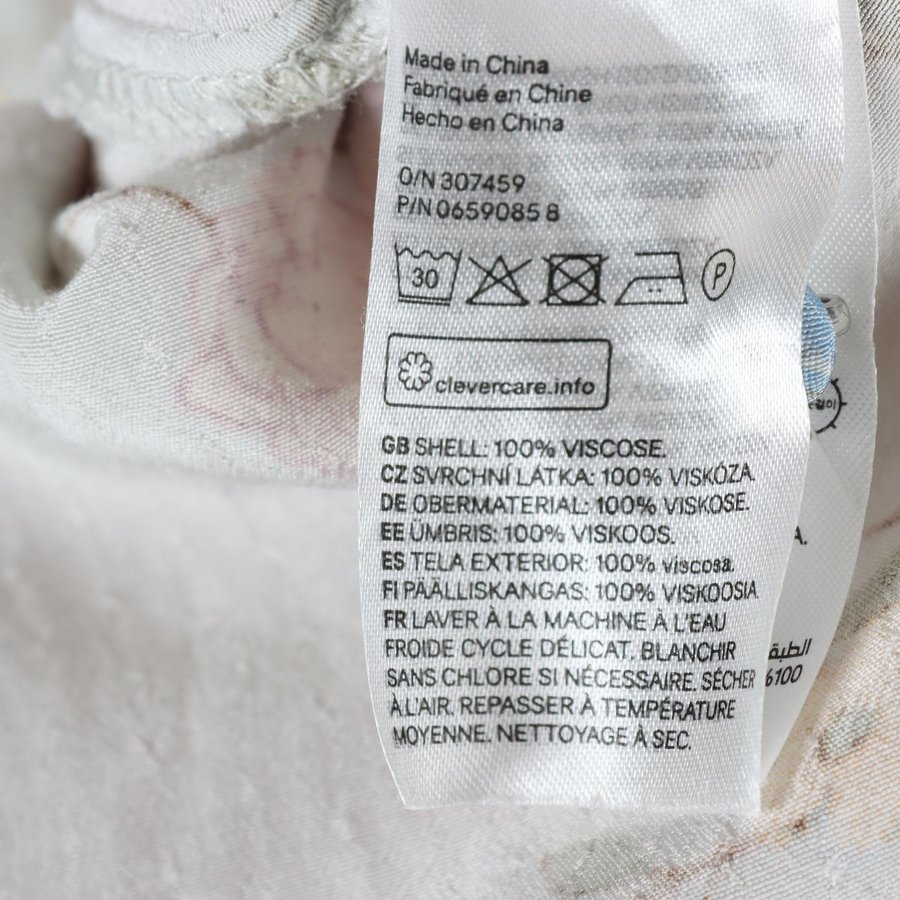 Made in China
Fabriqué en Chine
Hecho en China
O/N 307459
P/N 0659085 8
30
P
clevercare.info
GB SHELL: 100% VISCOSE.
CZ SVRCHNÍ LÁTKA: 100% VISKÓZA.
DE OBERMATERIAL: 100% VISKOSE.
EE ÜMBRIS: 100% VISKOOS.
ES TELA EXTERIOR: 100% viscosa.
FI PÄÄLLISKANGAS: 100% VISKOOSIA
FR LAVER À LA MACHINE À L'EAU
FROIDE CYCLE DÉLICAT. BLANCHIR
SANS CHLORE SI NÉCESSAIRE. SÉCHER
À L'AIR. REPASSER À TEMPÉRATURE
MOYENNE. NETTOYAGE À SEC.
A.
الطبقة
%100